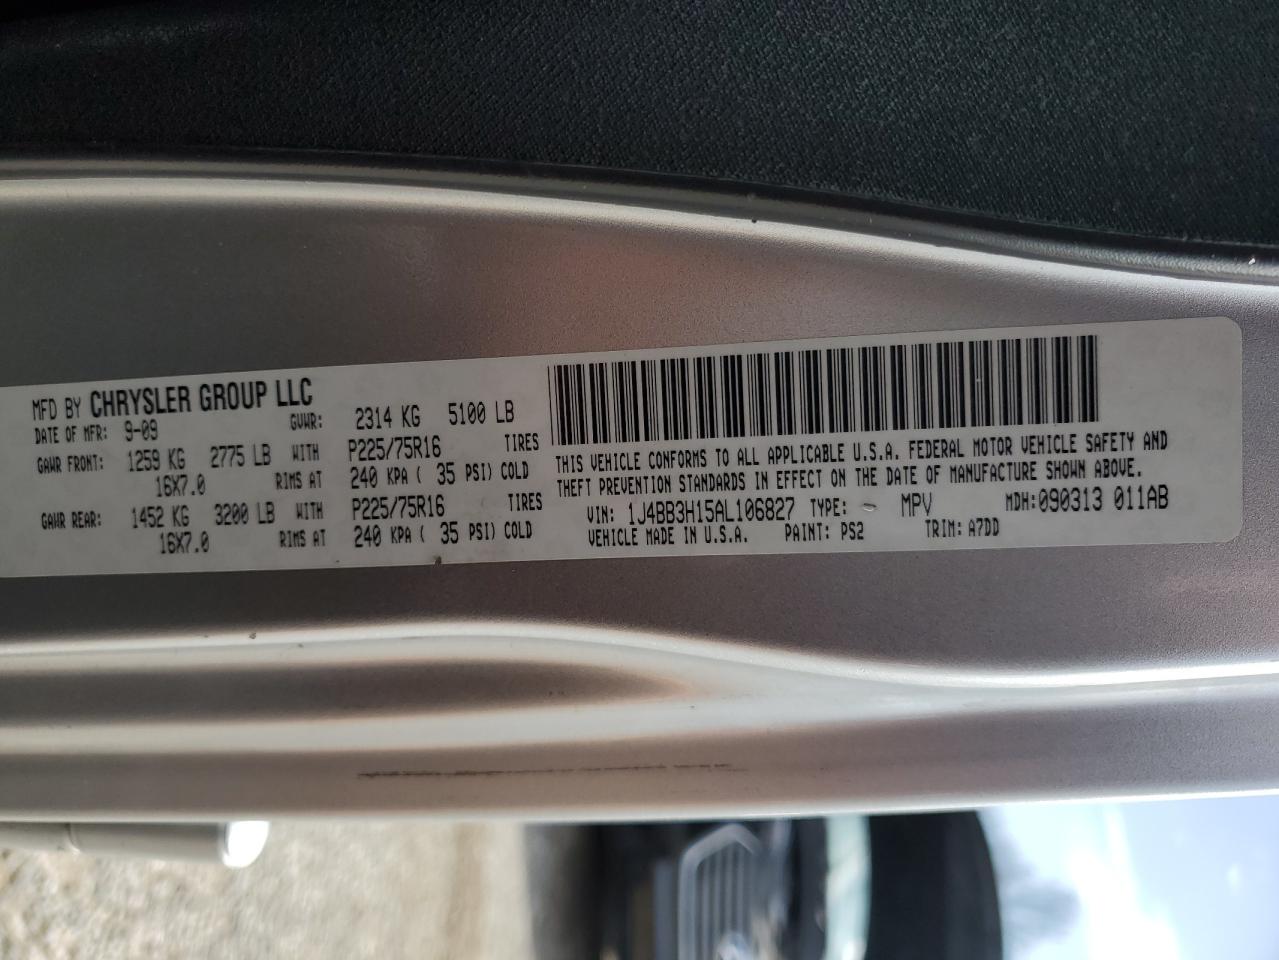 MFD BY CHRYSLER GROUP LLC
DATE OF MFR: 9-09 GVWR: 2314 KG 5100 LB
GAWR FRONT: 1259 KG 2775 LB WITH P225/75R16 TIRES
16X7.0 RIMS AT 240 KPA ( 35 PSI) COLD
GAWR REAR: 1452 KG 3200 LB WITH P225/75R16 TIRES
16X7.0 RIMS AT 240 KPA ( 35 PSI) COLD
THIS VEHICLE CONFORMS TO ALL APPLICABLE U.S.A. FEDERAL MOTOR VEHICLE SAFETY AND
THEFT PREVENTION STANDARDS IN EFFECT ON THE DATE OF MANUFACTURE SHOWN ABOVE.
VIN: 1J4BB3H15AL106827 TYPE: MPV MDH:090313 011AB
VEHICLE MADE IN U.S.A. PAINT: PS2 TRIM: A7DD